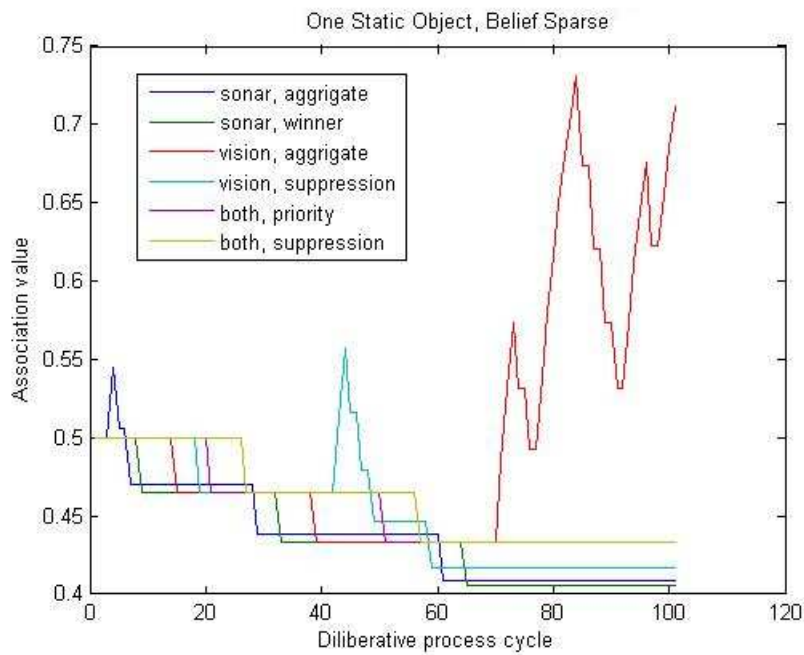 One Static Object, Belief Sparse
0.75
0.7
0.65
0.6
0.55
0.5
0.45
0.4
Association value
sonar, aggrigate
sonar, winner
vision, aggrigate
vision, suppression
both, priority
both, suppression
0 20 40 60 80 100 120
Diliberative process cycle